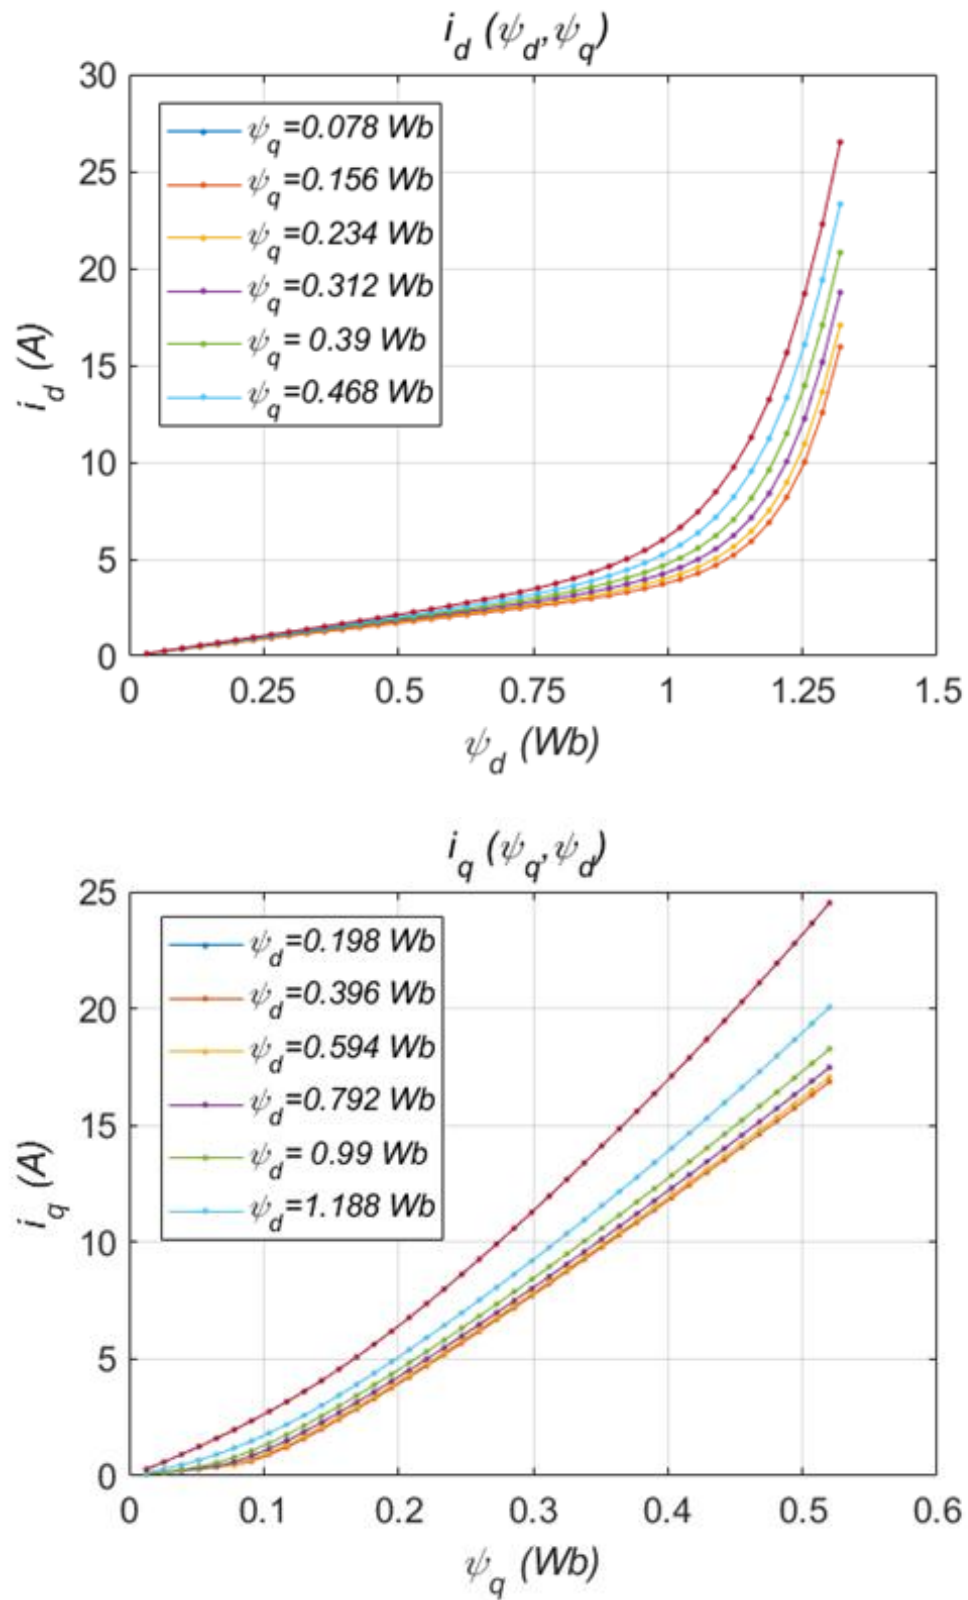 i_d (ψ_d,ψ_q)
30
25
20
15
10
5
0
i_d (A)
ψ_q=0.078 Wb
ψ_q=0.156 Wb
ψ_q=0.234 Wb
ψ_q=0.312 Wb
ψ_q= 0.39 Wb
ψ_q=0.468 Wb
0 0.25 0.5 0.75 1 1.25 1.5
ψ_d (Wb)
i_q (ψ_q,ψ_d)
25
20
15
10
5
0
i_q (A)
ψ_d=0.198 Wb
ψ_d=0.396 Wb
ψ_d=0.594 Wb
ψ_d=0.792 Wb
ψ_d= 0.99 Wb
ψ_d=1.188 Wb
0 0.1 0.2 0.3 0.4 0.5 0.6
ψ_q (Wb)